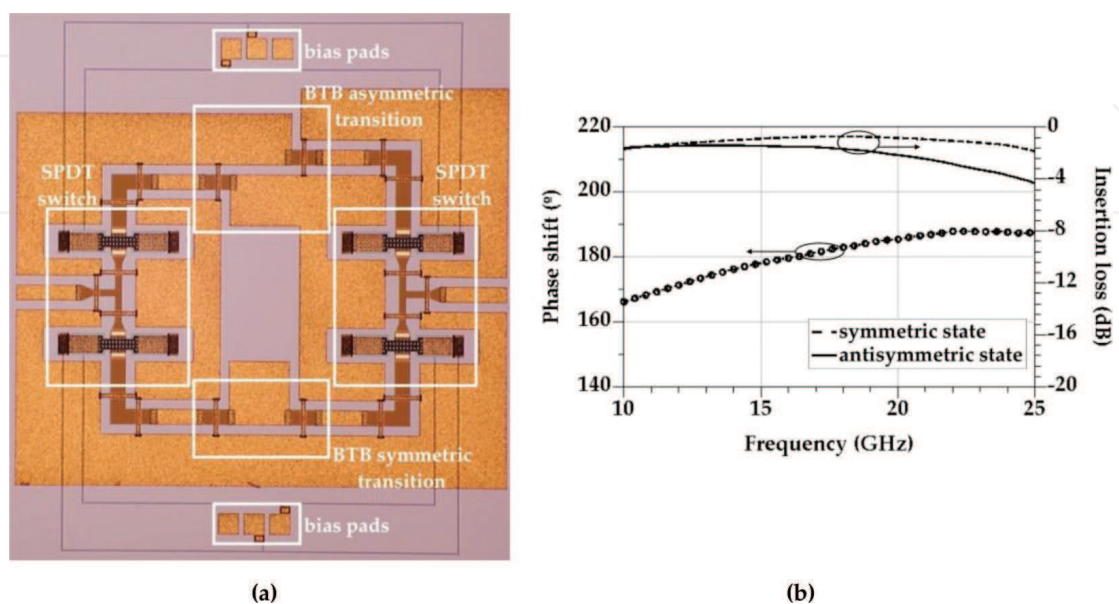 bias pads
BTB asymmetric
transition
SPDT
switch
SPDT
switch
BTB symmetric
transition
bias pads
(a)
220
200
180
160
140
Phase shift (º)
0
-4
-8
-12
-16
-20
Insertion loss (dB)
symmetric state
antisymmetric state
10
15
20
25
Frequency (GHz)
(b)